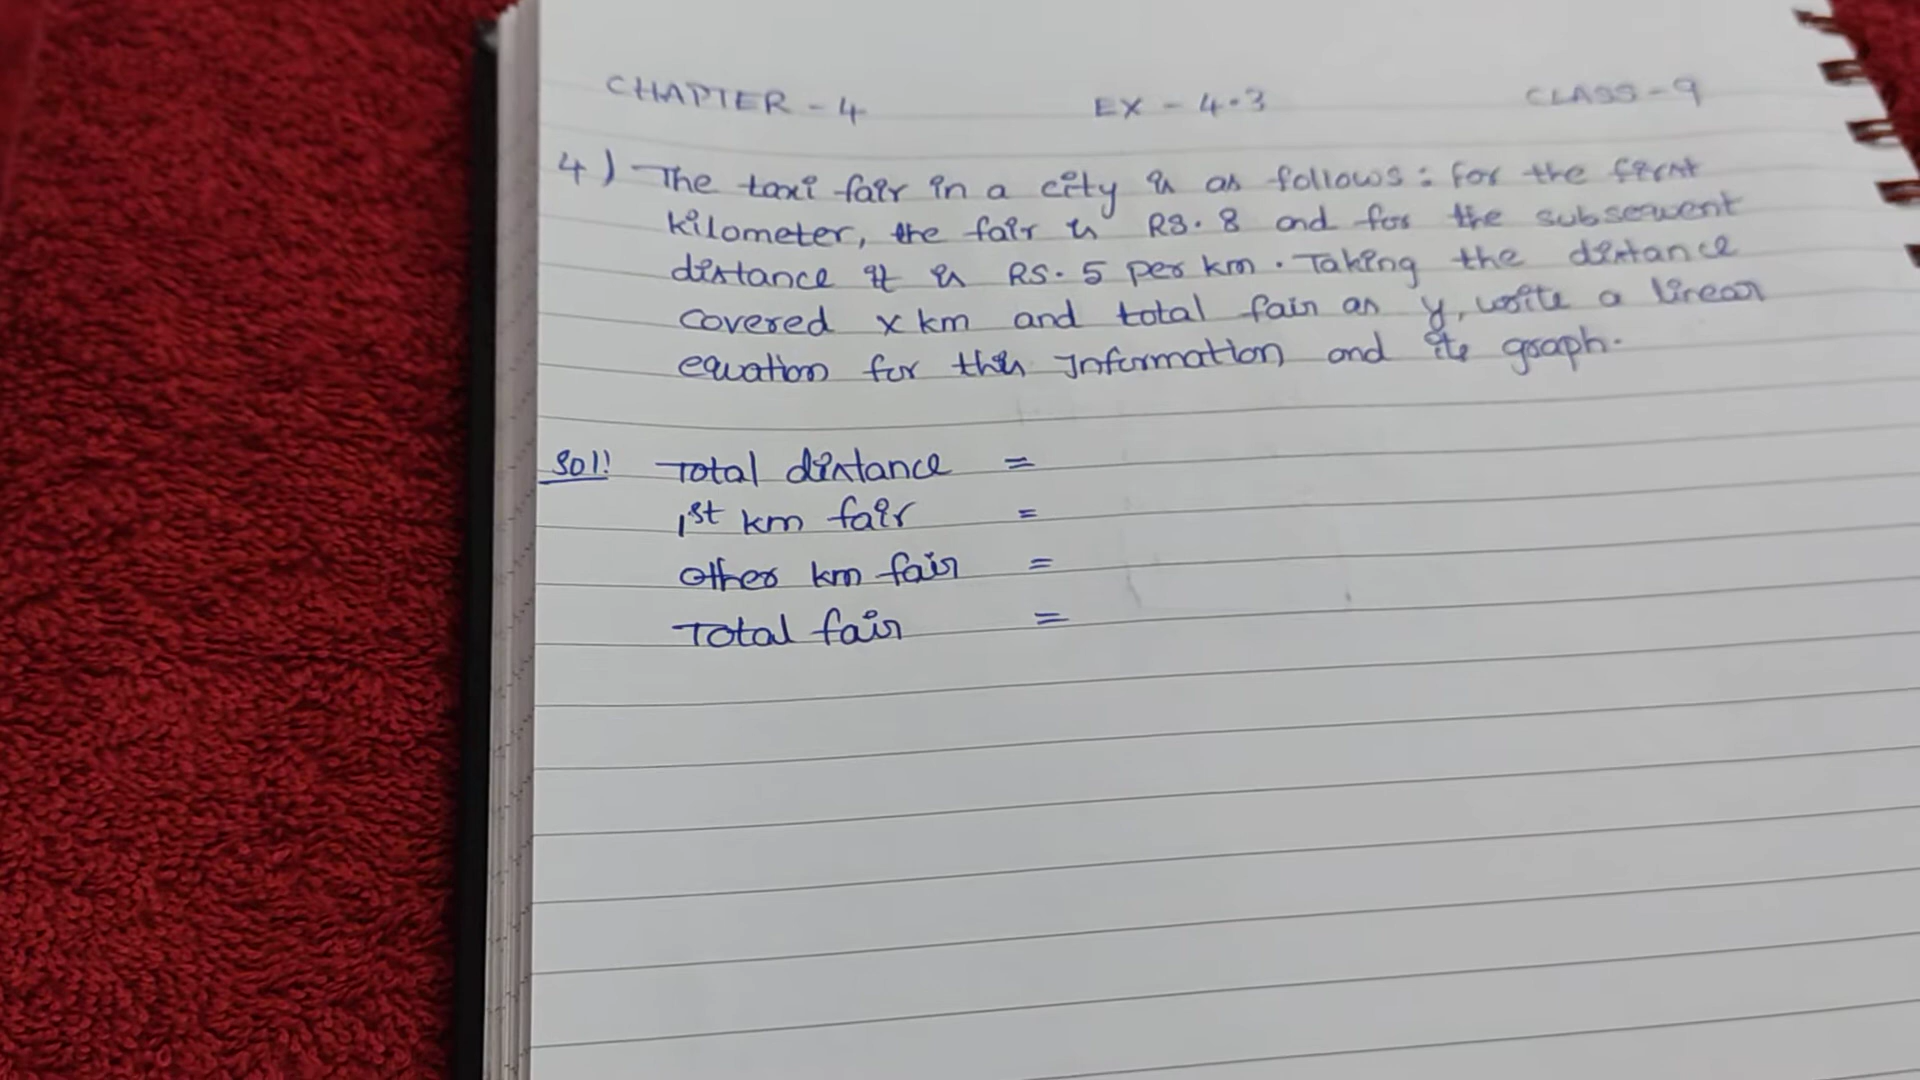 CHAPTER - 4 EX - 4.3 CLASS - 9
4) The taxi fair in a city is as follows: for the first
kilometer, the fair is RS. 8 and for the subsequent
distance it is RS. 5 per km. Taking the distance
covered x km and total fair as y, write a linear
equation for this Information and its graph.
Sol: Total distance =
1st km fair =
other km fair =
Total fair =